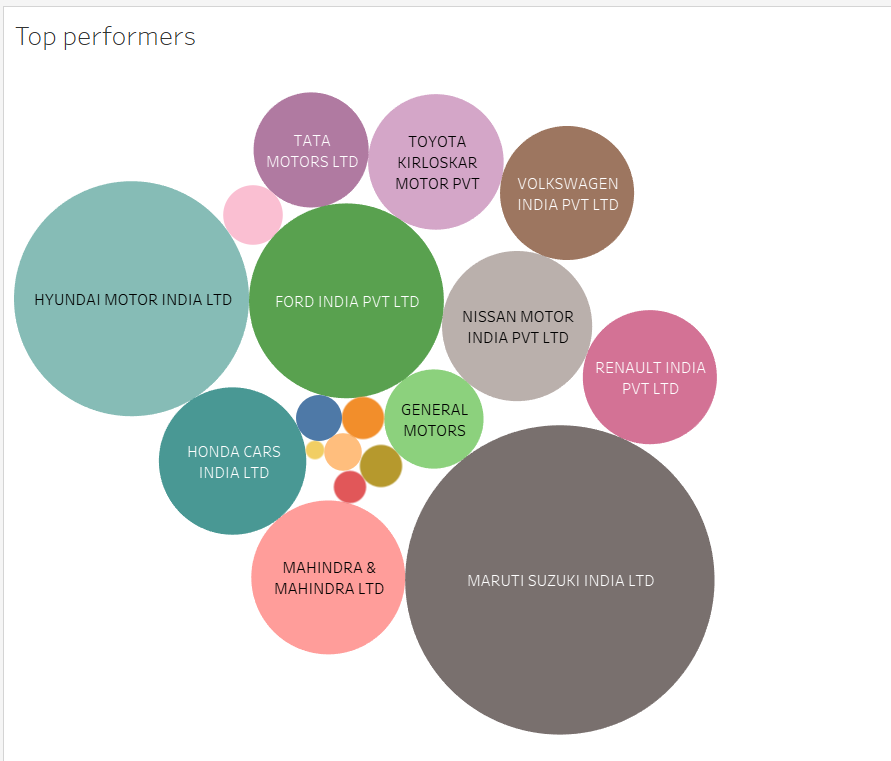 Top performers
TATA
MOTORS LTD
TOYOTA
KIRLOSKAR
MOTOR PVT
VOLKSWAGEN
INDIA PVT LTD
HYUNDAI MOTOR INDIA LTD
FORD INDIA PVT LTD
NISSAN MOTOR
INDIA PVT LTD
RENAULT INDIA
PVT LTD
GENERAL
MOTORS
HONDA CARS
INDIA LTD
MAHINDRA &
MAHINDRA LTD
MARUTI SUZUKI INDIA LTD